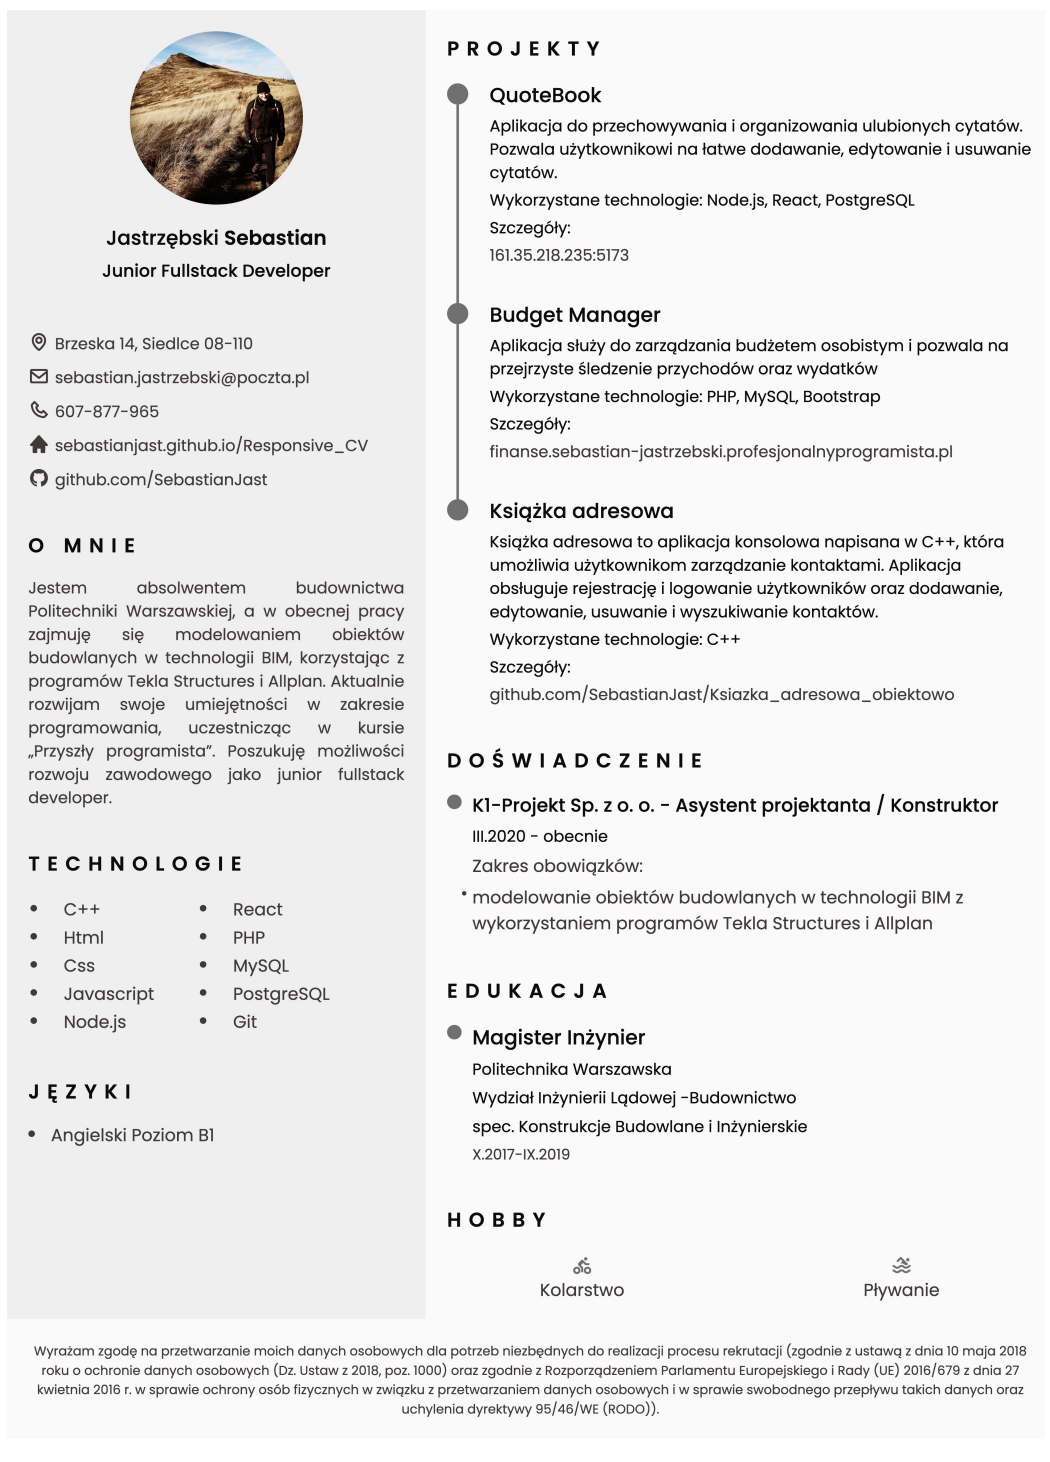 Jastrzębski Sebastian
Junior Fullstack Developer
Brzeska 14, Siedlce 08-110
sebastian.jastrzebski@poczta.pl
607-877-965
sebastianjast.github.io/Responsive_CV
github.com/SebastianJast
O MNIE
Jestem absolwentem budownictwa
Politechniki Warszawskiej, a w obecnej pracy
zajmuję się modelowaniem obiektów
budowlanych w technologii BIM, korzystając z
programów Tekla Structures i Allplan. Aktualnie
rozwijam swoje umiejętności w zakresie
programowania, uczestnicząc w kursie
„Przyszły programista”. Poszukuję możliwości
rozwoju zawodowego jako junior fullstack
developer.
TECHNOLOGIE
• C++
• Html
• Css
• Javascript
• Node.js
• React
• PHP
• MySQL
• PostgreSQL
• Git
JĘZYKI
• Angielski Poziom B1
PROJEKTY
QuoteBook
Aplikacja do przechowywania i organizowania ulubionych cytatów.
Pozwala użytkownikowi na łatwe dodawanie, edytowanie i usuwanie
cytatów.
Wykorzystane technologie: Node.js, React, PostgreSQL
Szczegóły:
161.35.218.235:5173
Budget Manager
Aplikacja służy do zarządzania budżetem osobistym i pozwala na
przejrzyste śledzenie przychodów oraz wydatków
Wykorzystane technologie: PHP, MySQL, Bootstrap
Szczegóły:
finanse.sebastian-jastrzebski.profesjonalnyprogramista.pl
Książka adresowa
Książka adresowa to aplikacja konsolowa napisana w C++, która
umożliwia użytkownikom zarządzanie kontaktami. Aplikacja
obsługuje rejestrację i logowanie użytkowników oraz dodawanie,
edytowanie, usuwanie i wyszukiwanie kontaktów.
Wykorzystane technologie: C++
Szczegóły:
github.com/SebastianJast/Ksiazka_adresowa_obiektowo
DOŚWIADCZENIE
K1-Projekt Sp. z o. o. - Asystent projektanta / Konstruktor
III.2020 - obecnie
Zakres obowiązków:
• modelowanie obiektów budowlanych w technologii BIM z
wykorzystaniem programów Tekla Structures i Allplan
EDUKACJA
Magister Inżynier
Politechnika Warszawska
Wydział Inżynierii Lądowej -Budownictwo
spec. Konstrukcje Budowlane i Inżynierskie
X.2017-IX.2019
HOBBY
Kolarstwo
Pływanie
Wyrażam zgodę na przetwarzanie moich danych osobowych dla potrzeb niezbędnych do realizacji procesu rekrutacji (zgodnie z ustawą z dnia 10 maja 2018
roku o ochronie danych osobowych (Dz. Ustaw z 2018, poz. 1000) oraz zgodnie z Rozporządzeniem Parlamentu Europejskiego i Rady (UE) 2016/679 z dnia 27
kwietnia 2016 r. w sprawie ochrony osób fizycznych w związku z przetwarzaniem danych osobowych i w sprawie swobodnego przepływu takich danych oraz
uchylenia dyrektywy 95/46/WE (RODO)).